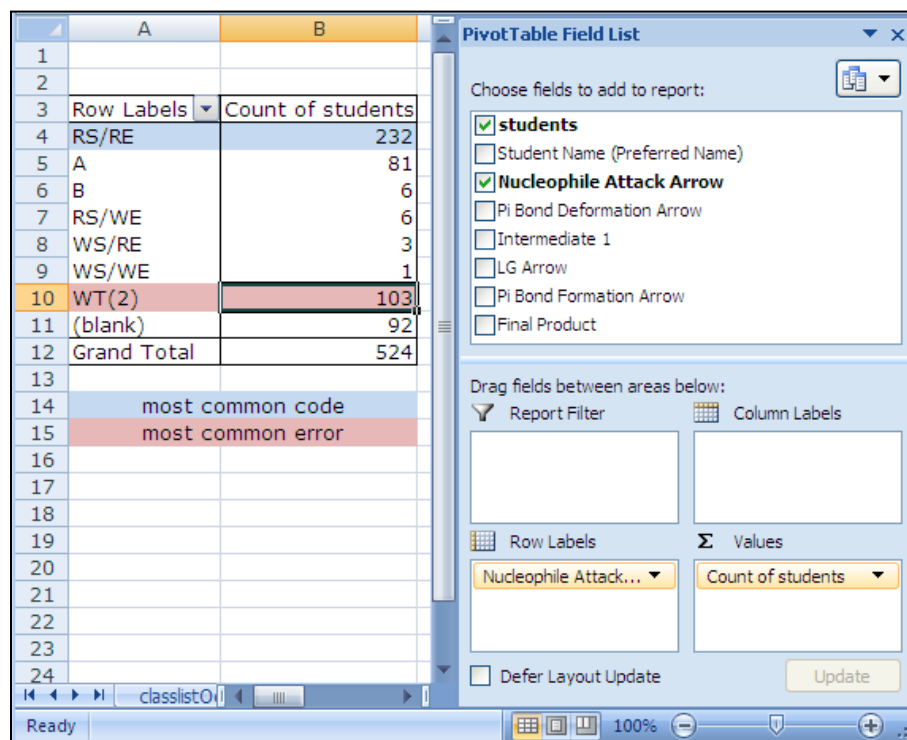 A B
1
2
3 Row Labels Count of students
4 RS/RE 232
5 A 81
6 B 6
7 RS/WE 6
8 WS/RE 3
9 WS/WE 1
10 WT(2) 103
11 (blank) 92
12 Grand Total 524
13
14 most common code
15 most common error
16
17
18
19
20
21
22
23
24
classlistO
Ready
PivotTable Field List
Choose fields to add to report:
students
Student Name (Preferred Name)
Nucleophile Attack Arrow
Pi Bond Deformation Arrow
Intermediate 1
LG Arrow
Pi Bond Formation Arrow
Final Product
Drag fields between areas below:
Report Filter Column Labels
Row Labels Σ Values
Nucleophile Attack... Count of students
Defer Layout Update Update
100%